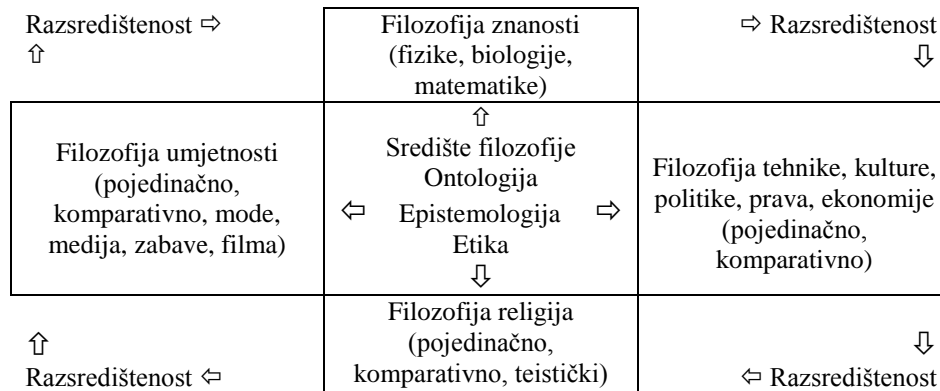 Razsredištenost ⇨
⇧
Filozofija znanosti
(fizike, biologije,
matematike)
⇨ Razsredištenost
⇩
Filozofija umjetnosti
(pojedinačno,
komparativno, mode,
medija, zabave, filma)
⇧
Središte filozofije
Ontologija
⇦ Epistemologija ⇨
Etika
⇩
Filozofija tehnike, kulture,
politike, prava, ekonomije
(pojedinačno,
komparativno)
⇧
Razsredištenost ⇦
Filozofija religija
(pojedinačno,
komparativno, teistički)
⇩
⇦ Razsredištenost